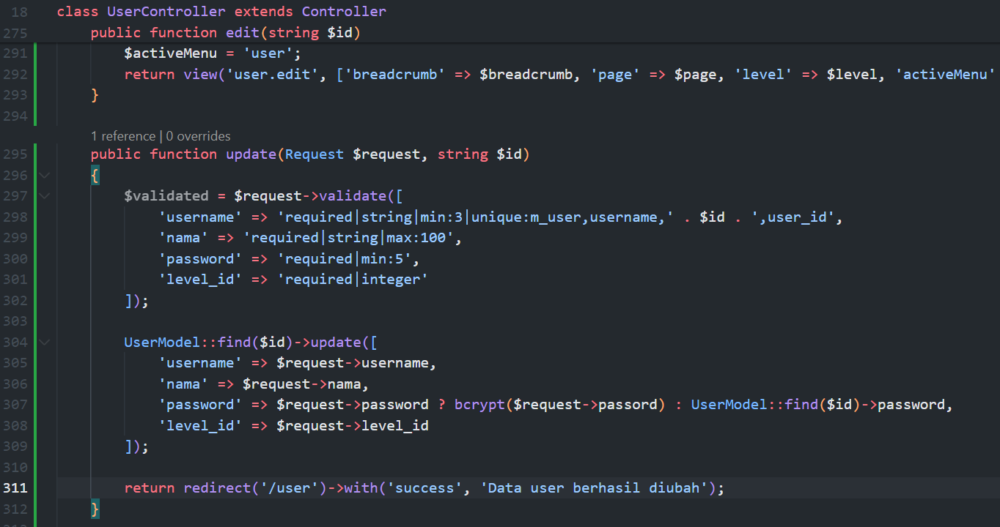 18 class UserController extends Controller
275 public function edit(string $id)
291 $activeMenu = 'user';
292 return view('user.edit', ['breadcrumb' => $breadcrumb, 'page' => $page, 'level' => $level, 'activeMenu'
293 }
294
1 reference | 0 overrides
295 public function update(Request $request, string $id)
296 {
297 $validated = $request->validate([
298 'username' => 'required|string|min:3|unique:m_user,username,' . $id . ',user_id',
299 'nama' => 'required|string|max:100',
300 'password' => 'required|min:5',
301 'level_id' => 'required|integer'
302 ]);
303
304 UserModel::find($id)->update([
305 'username' => $request->username,
306 'nama' => $request->nama,
307 'password' => $request->password ? bcrypt($request->passord) : UserModel::find($id)->password,
308 'level_id' => $request->level_id
309 ]);
310
311 return redirect('/user')->with('success', 'Data user berhasil diubah');
312 }